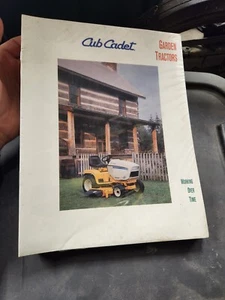 Cub Cadet
GARDEN
TRACTORS
WORKING
OVER
TIME